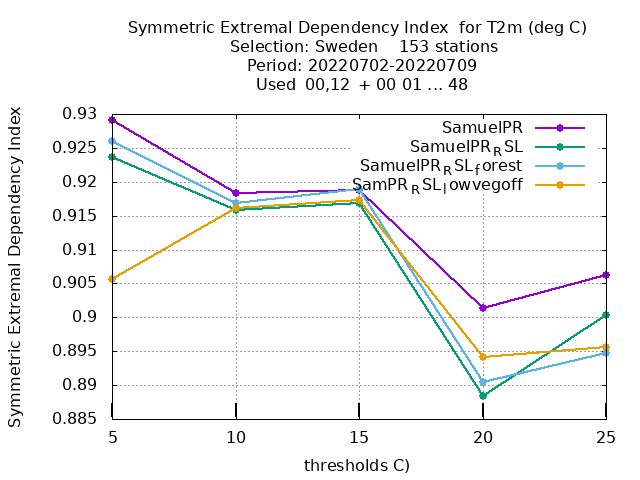 Symmetric Extremal Dependency Index for T2m (deg C)
Selection: Sweden 153 stations
Period: 20220702-20220709
Used 00,12 + 00 01 ... 48
Symmetric Extremal Dependency Index
0.93
0.925
0.92
0.915
0.91
0.905
0.9
0.895
0.89
0.885
SamuelPR
SamuelPR_RSL
SamuelPR_RSL_forest
SamPR_RSL_lowvegoff
5 10 15 20 25
thresholds C)